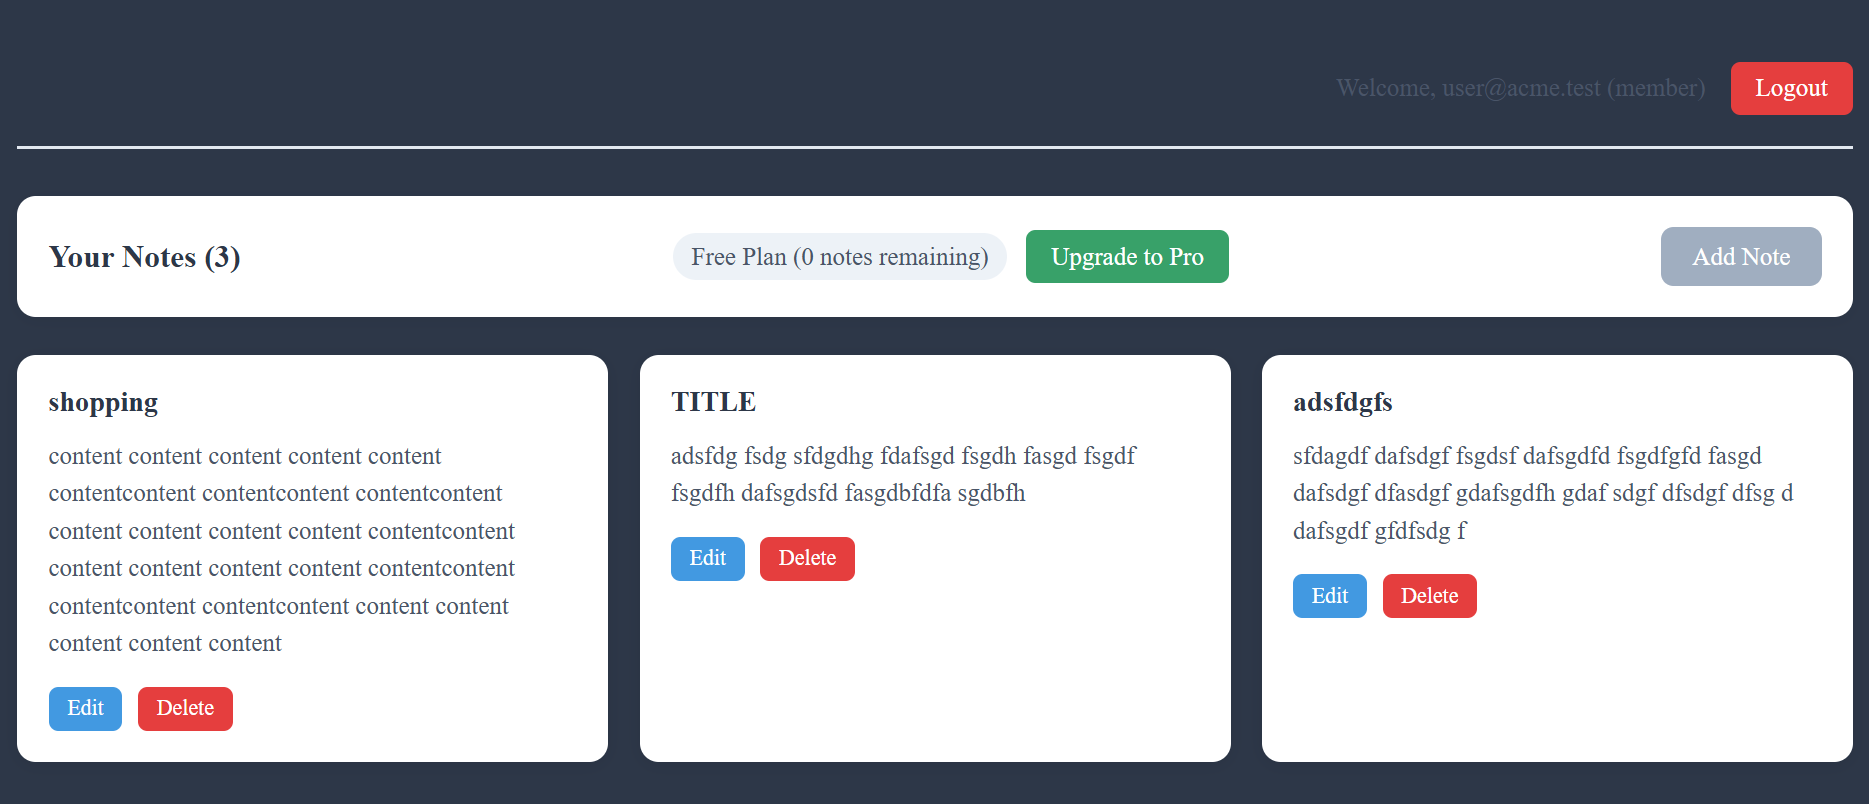 Welcome, user@acme.test (member)
Logout
Your Notes (3)
Free Plan (0 notes remaining)
Upgrade to Pro
Add Note
shopping
content content content content content
contentcontent contentcontent contentcontent
content content content content contentcontent
content content content content contentcontent
contentcontent contentcontent content content
content content content
Edit
Delete
TITLE
adsfdg fsdg sfdgdhg fdafsgd fsgdh fasgd fsgdf
fsgdfh dafsgdsfd fasgdbfdfa sgdbfh
Edit
Delete
adsfdgfs
sfdagdf dafsdgf fsgdsf dafsgdfd fsgdfgfd fasgd
dafsdgf dfasdgf gdafsgdfh gdaf sdgf dfsdgf dfsg d
dafsgdf gfdfsdg f
Edit
Delete